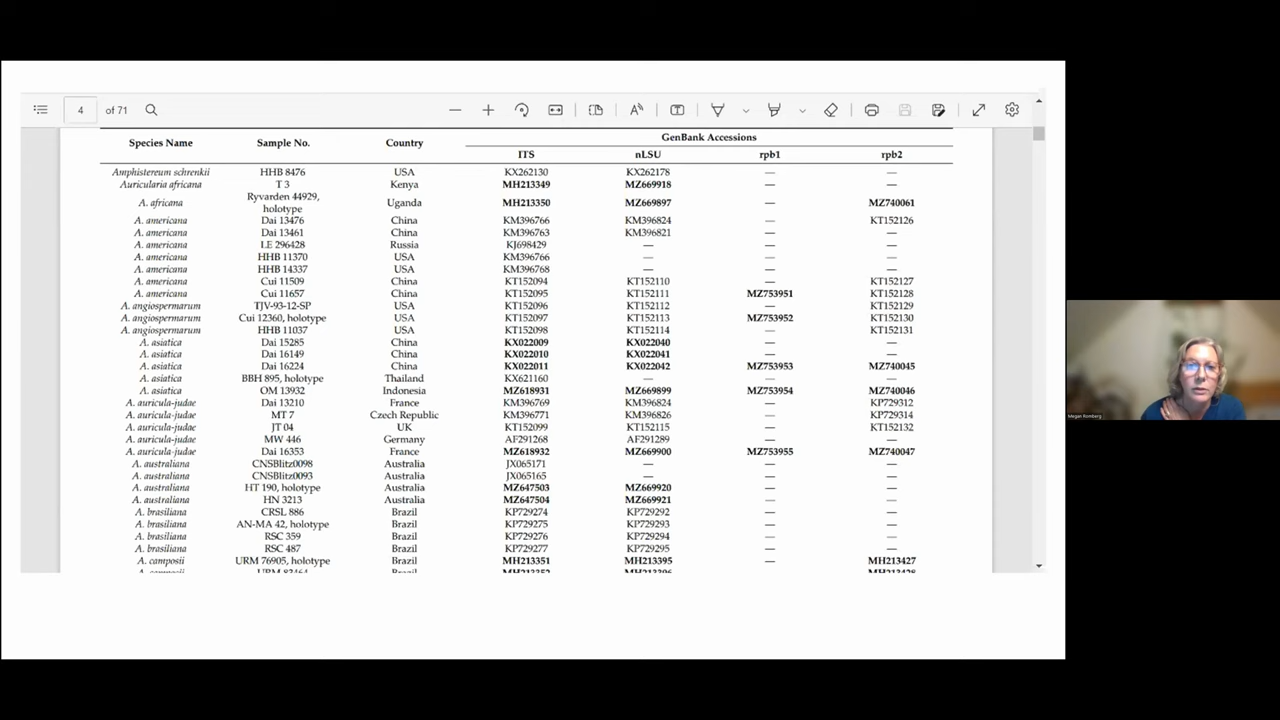 4 of 71
GenBank Accessions
Species Name Sample No. Country
ITS nLSU rpb1 rpb2
Amphistereum schrenkii HHB 8476 USA KX262130 KX262178 — —
Auricularia africana T 3 Kenya MH213349 MZ669918 — —
A. africana Ryvarden 44929, holotype Uganda MH213350 MZ669897 — MZ740061
A. americana Dai 13476 China KM396766 KM396824 — KT152126
A. americana Dai 13461 China KM396763 KM396821 — —
A. americana LE 296428 Russia KJ698429 — — —
A. americana HHB 11370 USA KM396766 — — —
A. americana HHB 14337 USA KM396768 — — —
A. americana Cui 11509 China KT152094 KT152110 — KT152127
A. americana Cui 11657 China KT152095 KT152111 MZ753951 KT152128
A. angiospermarum TJV-93-12-SP USA KT152096 KT152112 — KT152129
A. angiospermarum Cui 12360, holotype USA KT152097 KT152113 MZ753952 KT152130
A. angiospermarum HHB 11037 USA KT152098 KT152114 — KT152131
A. asiatica Dai 15285 China KX022009 KX022040 — —
A. asiatica Dai 16149 China KX022010 KX022041 — —
A. asiatica Dai 16224 China KX022011 KX022042 MZ753953 MZ740045
A. asiatica BBH 895, holotype Thailand KX621160 — — —
A. asiatica OM 13932 Indonesia MZ618931 MZ669899 MZ753954 MZ740046
A. auricula-judae Dai 13210 France KM396769 KM396824 — KP729312
A. auricula-judae MT 7 Czech Republic KM396771 KM396826 — KP729314
A. auricula-judae JT 04 UK KT152099 KT152115 — KT152132
A. auricula-judae MW 446 Germany AF291268 AF291289 — —
A. auricula-judae Dai 16353 France MZ618932 MZ669900 MZ753955 MZ740047
A. australiana CNSBlitz0098 Australia JX065171 — — —
A. australiana CNSBlitz0093 Australia JX065165 — — —
A. australiana HT 190, holotype Australia MZ647503 MZ669920 — —
A. australiana HN 3213 Australia MZ647504 MZ669921 — —
A. brasiliana CRSL 886 Brazil KP729274 KP729292 — —
A. brasiliana AN-MA 42, holotype Brazil KP729275 KP729293 — —
A. brasiliana RSC 359 Brazil KP729276 KP729294 — —
A. brasiliana RSC 487 Brazil KP729277 KP729295 — —
A. camposii URM 76905, holotype Brazil MH213351 MH213395 — MH213427
Megan Romberg